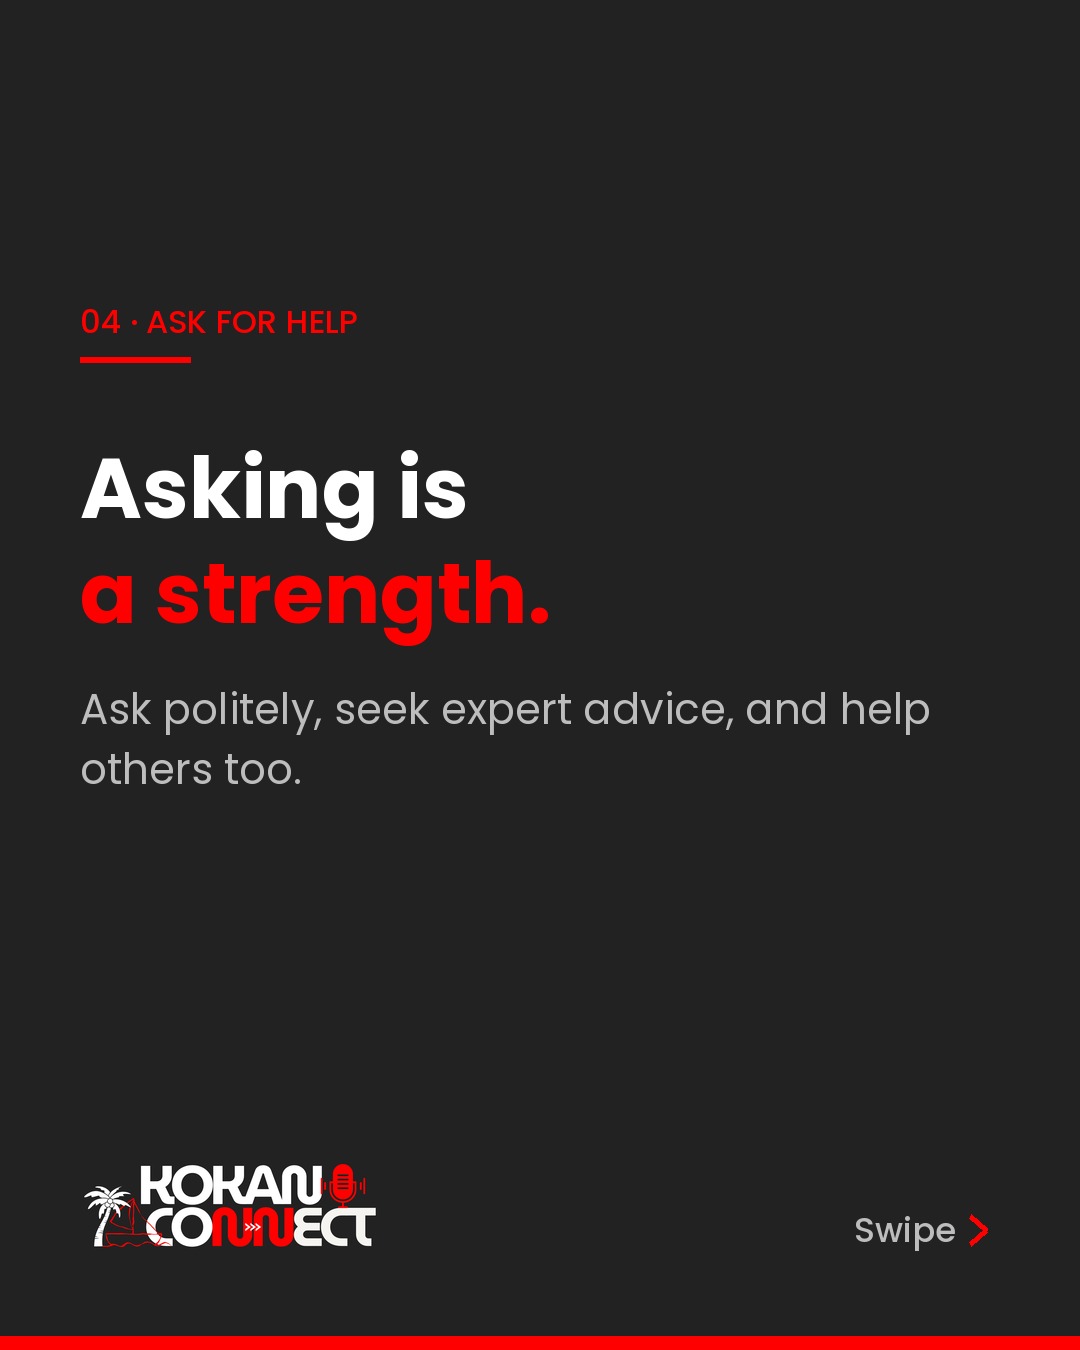 04 · ASK FOR HELP
Asking is
a strength.
Ask politely, seek expert advice, and help
others too.
KOKAN
CONNECT
Swipe